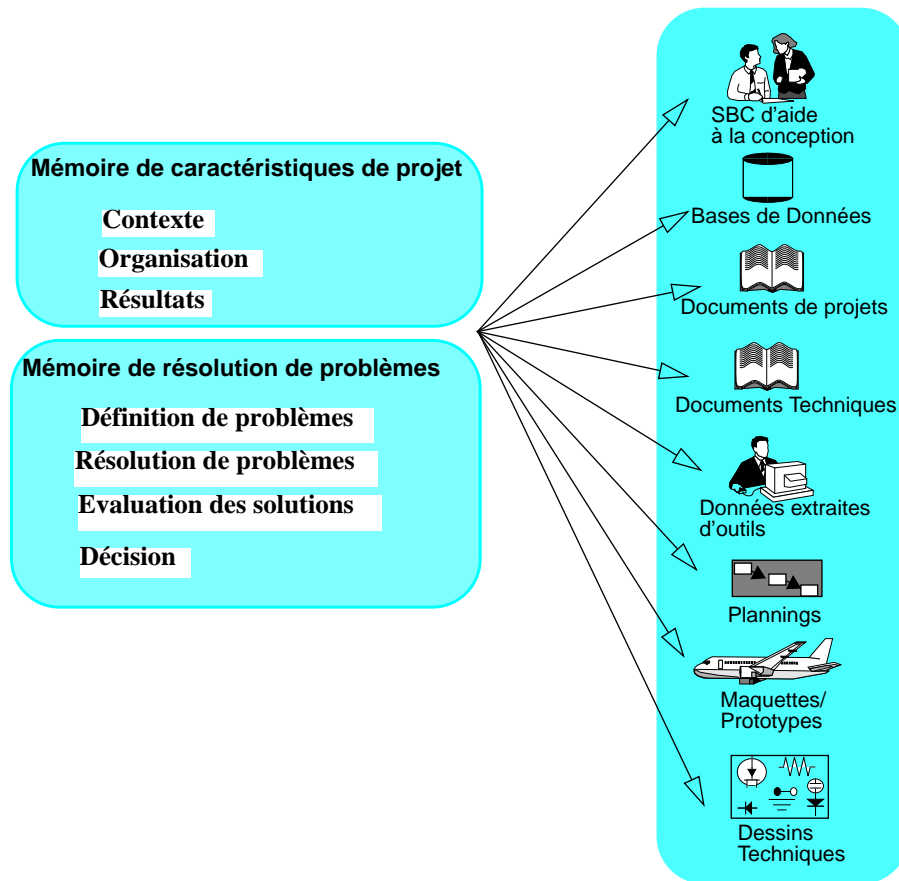 Mémoire de caractéristiques de projet
Contexte
Organisation
Résultats
Mémoire de résolution de problèmes
Définition de problèmes
Résolution de problèmes
Evaluation des solutions
Décision
SBC d'aide
à la conception
Bases de Données
Documents de projets
Documents Techniques
Données extraites
d'outils
Plannings
Maquettes/
Prototypes
Dessins
Techniques